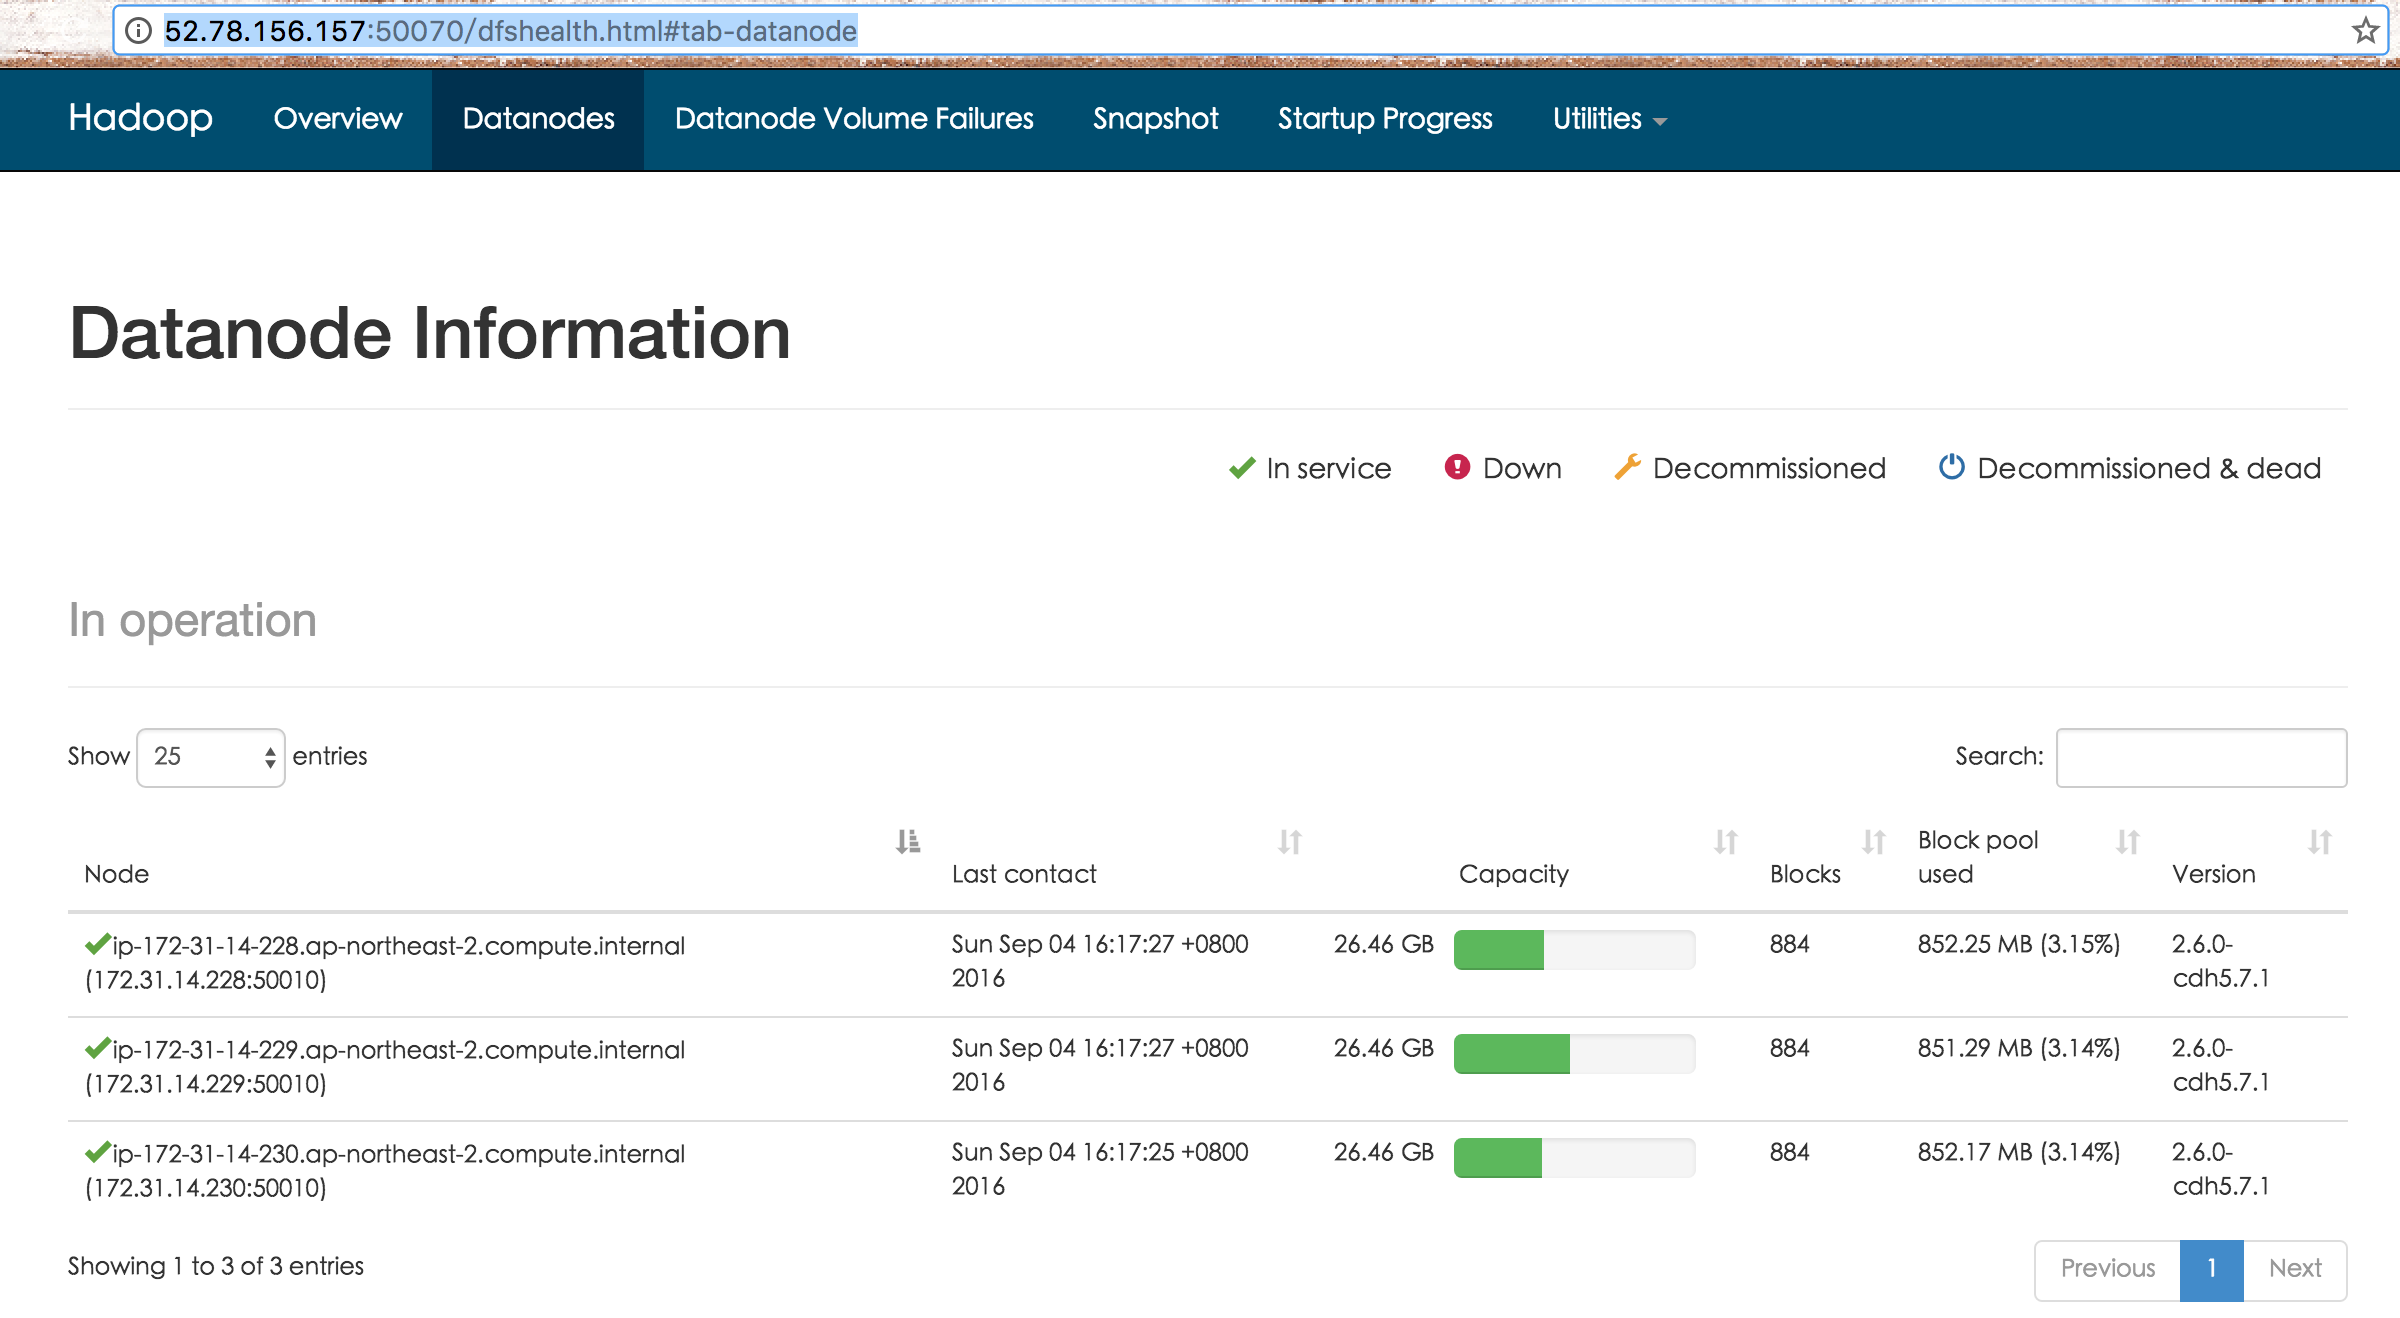 52.78.156.157:50070/dfshealth.html#tab-datanode
Hadoop Overview Datanodes Datanode Volume Failures Snapshot Startup Progress Utilities
Datanode Information
In service Down Decommissioned Decommissioned & dead
In operation
Show 25 entries Search:
Node Last contact Capacity Blocks Block pool used Version
ip-172-31-14-228.ap-northeast-2.compute.internal Sun Sep 04 16:17:27 +0800 26.46 GB 884 852.25 MB (3.15%) 2.6.0-
(172.31.14.228:50010) 2016 cdh5.7.1
ip-172-31-14-229.ap-northeast-2.compute.internal Sun Sep 04 16:17:27 +0800 26.46 GB 884 851.29 MB (3.14%) 2.6.0-
(172.31.14.229:50010) 2016 cdh5.7.1
ip-172-31-14-230.ap-northeast-2.compute.internal Sun Sep 04 16:17:25 +0800 26.46 GB 884 852.17 MB (3.14%) 2.6.0-
(172.31.14.230:50010) 2016 cdh5.7.1
Showing 1 to 3 of 3 entries Previous 1 Next